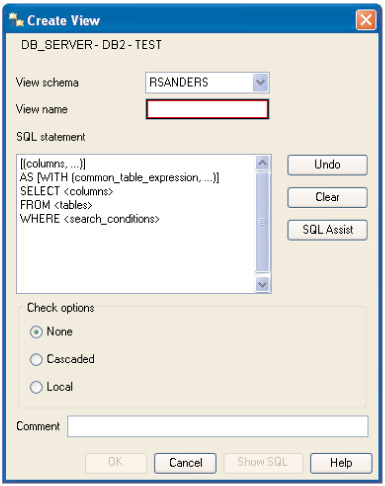 Create View
DB_SERVER - DB2 - TEST
View schema RSANDERS
View name
SQL statement
[(columns, ...)]
AS [WITH (common_table_expression, ...)]
SELECT <columns>
FROM <tables>
WHERE <search_conditions>
Undo
Clear
SQL Assist
Check options
None
Cascaded
Local
Comment
OK Cancel Show SQL Help